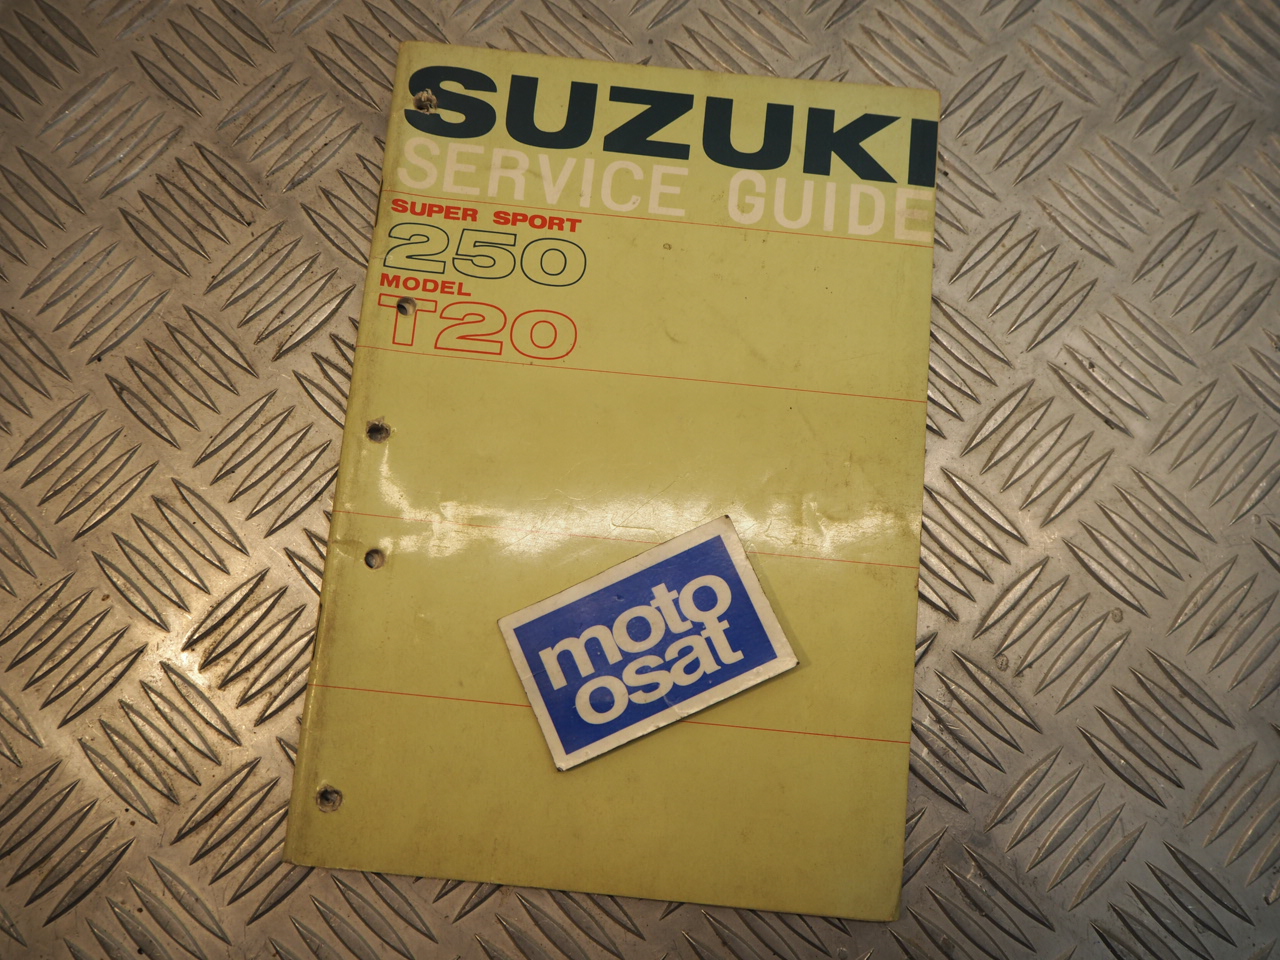 SUZUKI
SERVICE GUIDE
SUPER SPORT
250
MODEL
T20
moto
osat